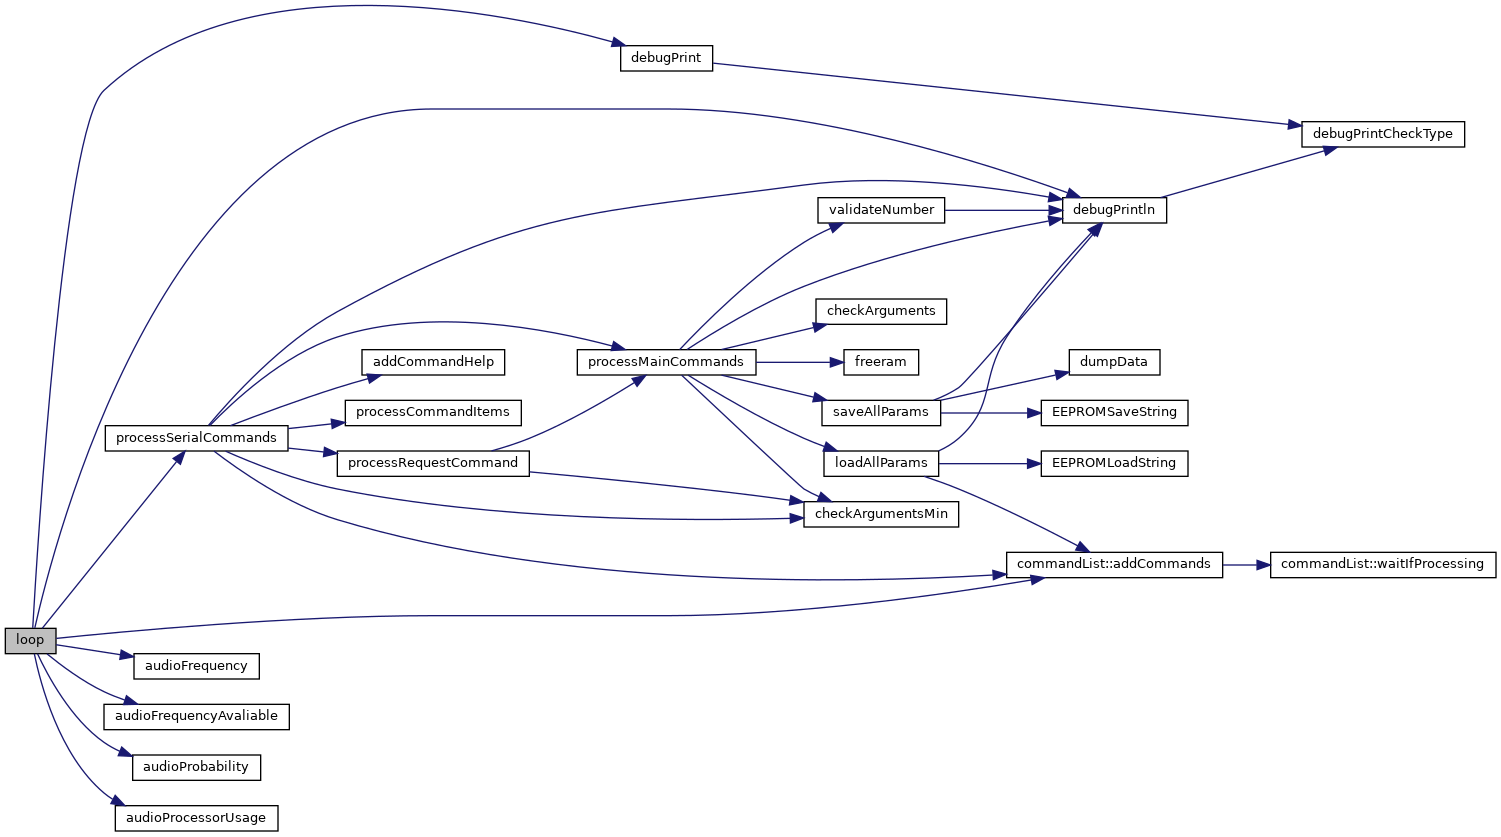 debugPrint
debugPrintCheckType
validateNumber
debugPrintln
checkArguments
processMainCommands
freeram
addCommandHelp
dumpData
processCommandItems
saveAllParams
EEPROMSaveString
processSerialCommands
processRequestCommand
loadAllParams
EEPROMLoadString
checkArgumentsMin
commandList::addCommands
commandList::waitIfProcessing
loop
audioFrequency
audioFrequencyAvaliable
audioProbability
audioProcessorUsage